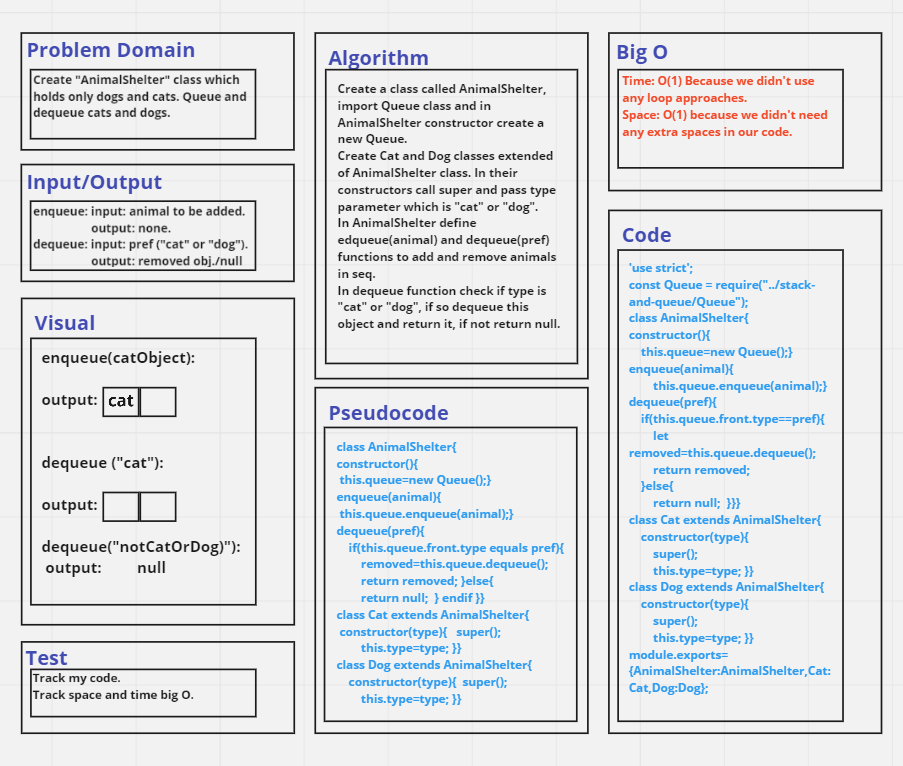 Problem Domain
Create "AnimalShelter" class which
holds only dogs and cats. Queue and
dequeue cats and dogs.
Input/Output
enqueue: input: animal to be added.
output: none.
dequeue: input: pref ("cat" or "dog").
output: removed obj./null
Visual
enqueue(catObject):
output: cat
dequeue ("cat"):
output:
dequeue("notCatOrDog)"):
output: null
Test
Track my code.
Track space and time big O.
Algorithm
Create a class called AnimalShelter,
import Queue class and in
AnimalShelter constructor create a
new Queue.
Create Cat and Dog classes extended
of AnimalShelter class. In their
constructors call super and pass type
parameter which is "cat" or "dog".
In AnimalShelter define
edqueue(animal) and dequeue(pref)
functions to add and remove animals
in seq.
In dequeue function check if type is
"cat" or "dog", if so dequeue this
object and return it, if not return null.
Pseudocode
class AnimalShelter{
constructor(){
this.queue=new Queue();}
enqueue(animal){
this.queue.enqueue(animal);}
dequeue(pref){
if(this.queue.front.type equals pref){
removed=this.queue.dequeue();
return removed; }else{
return null; } endif }}
class Cat extends AnimalShelter{
constructor(type){ super();
this.type=type; }}
class Dog extends AnimalShelter{
constructor(type){ super();
this.type=type; }}
Big O
Time: O(1) Because we didn't use
any loop approaches.
Space: O(1) because we didn't need
any extra spaces in our code.
Code
'use strict';
const Queue = require("../stack-
and-queue/Queue");
class AnimalShelter{
constructor(){
this.queue=new Queue();}
enqueue(animal){
this.queue.enqueue(animal);}
dequeue(pref){
if(this.queue.front.type==pref){
let
removed=this.queue.dequeue();
return removed;
}else{
return null; }}}
class Cat extends AnimalShelter{
constructor(type){
super();
this.type=type; }}
class Dog extends AnimalShelter{
constructor(type){
super();
this.type=type; }}
module.exports=
{AnimalShelter:AnimalShelter,Cat:
Cat,Dog:Dog};